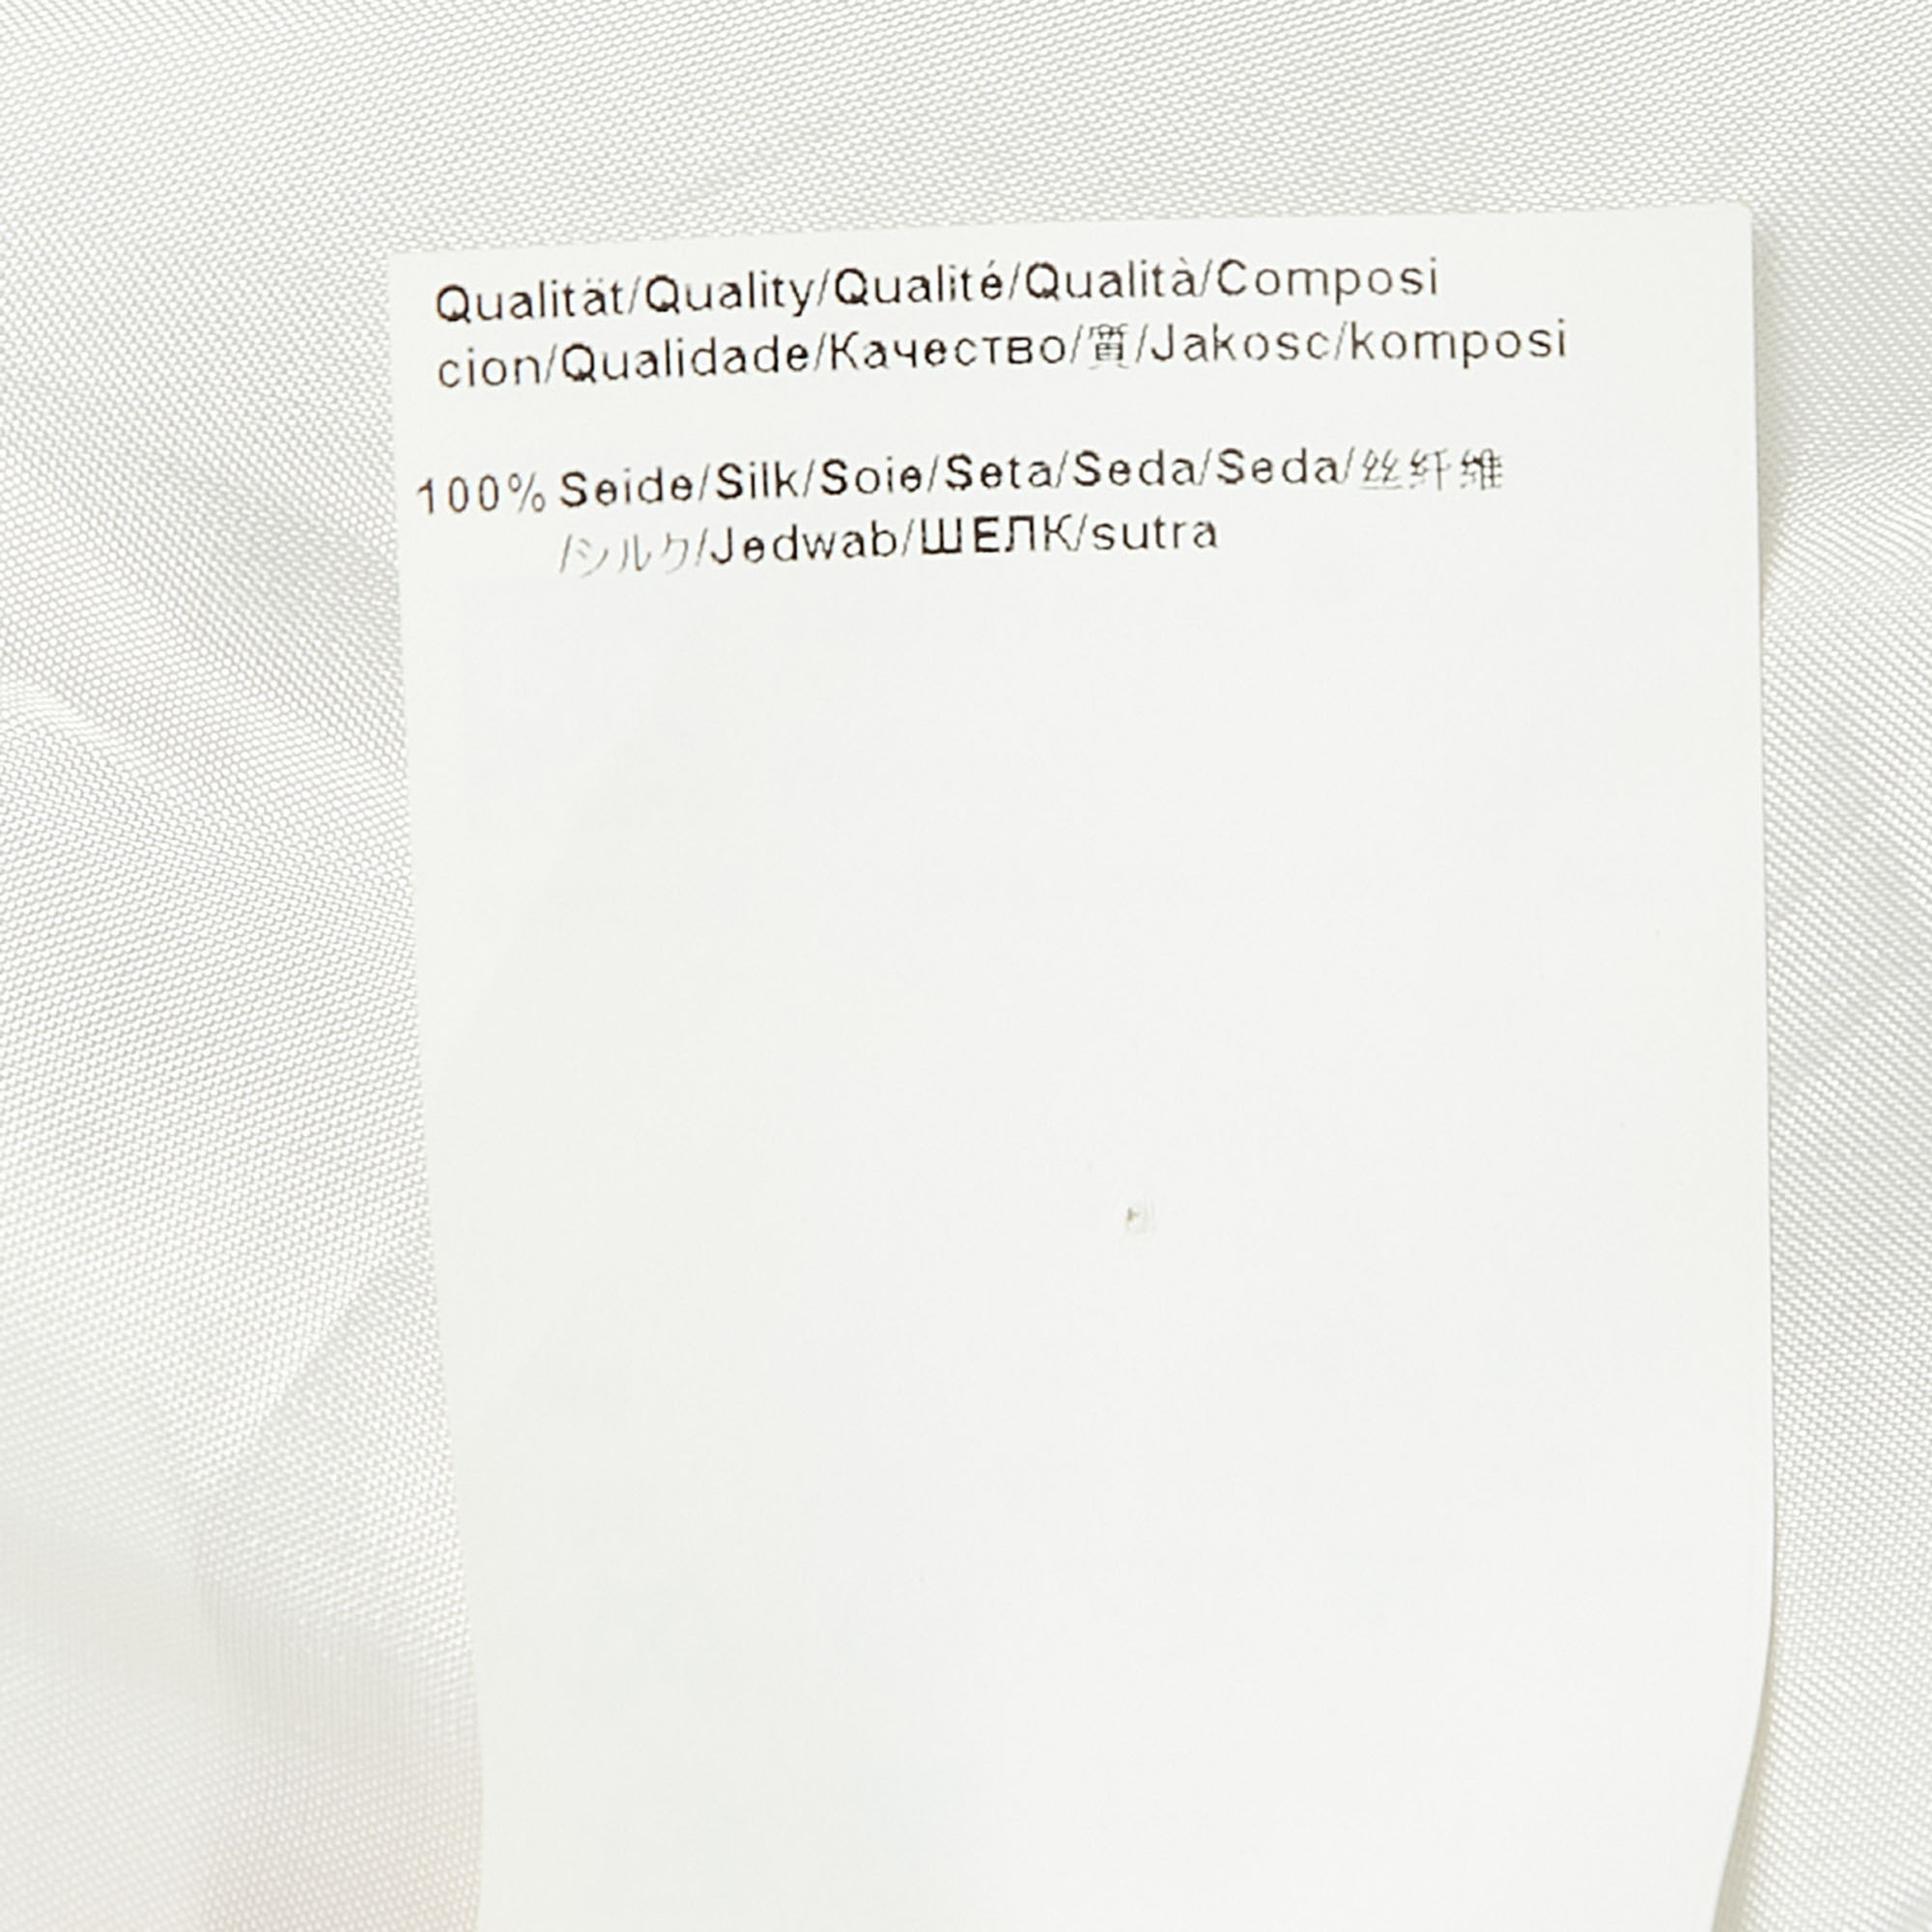 Qualität/Quality/Qualité/Qualità/Composi
cion/Qualidade/Качество/質/Jakosc/komposi
100% Seide/Silk/Soie/Seta/Seda/Seda/丝纤维
/シルク/Jedwab/ШЕЛК/sutra